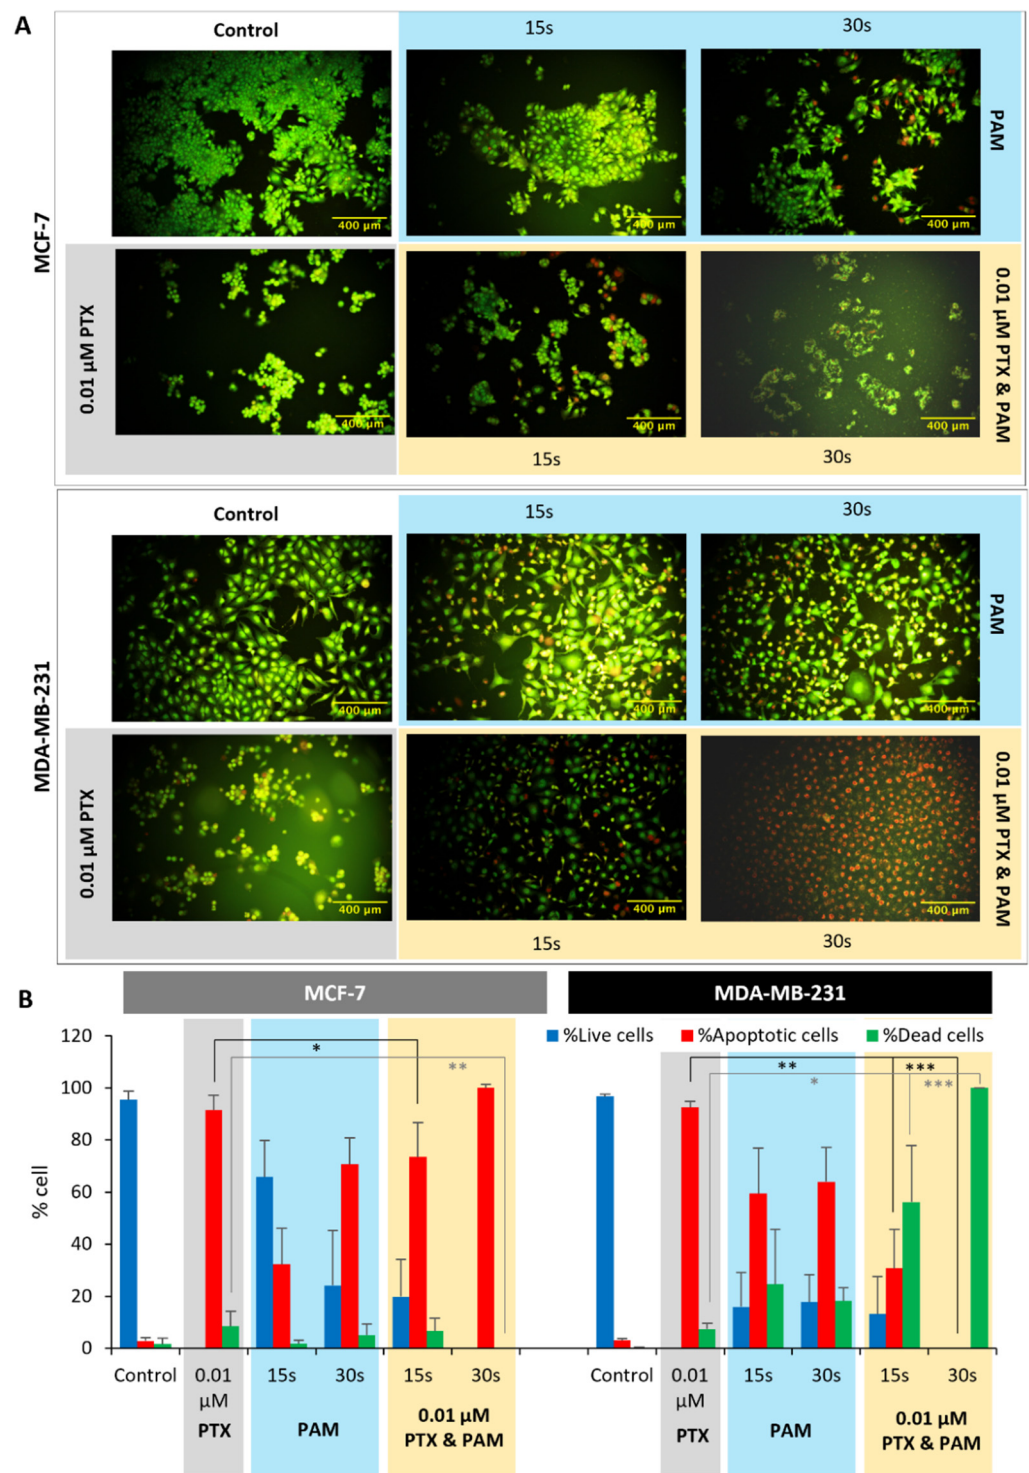 A
Control
15s
30s
PAM
MCF-7
400 µm
400 µm
400 µm
0.01 µM PTX
400 µm
400 µm
400 µm
0.01 µM PTX & PAM
15s
30s
Control
15s
30s
PAM
MDA-MB-231
400 µm
400 µm
400 µm
0.01 µM PTX
400 µm
400 µm
400 µm
0.01 µM PTX & PAM
15s
30s
B
MCF-7
MDA-MB-231
%Live cells
%Apoptotic cells
%Dead cells
% cell
120
100
80
60
40
20
0
*
**
**
***
*
***
Control
0.01
µM
PTX
15s
30s
PAM
15s
30s
0.01 µM
PTX & PAM
Control
0.01
µM
PTX
15s
30s
PAM
15s
30s
0.01 µM
PTX & PAM